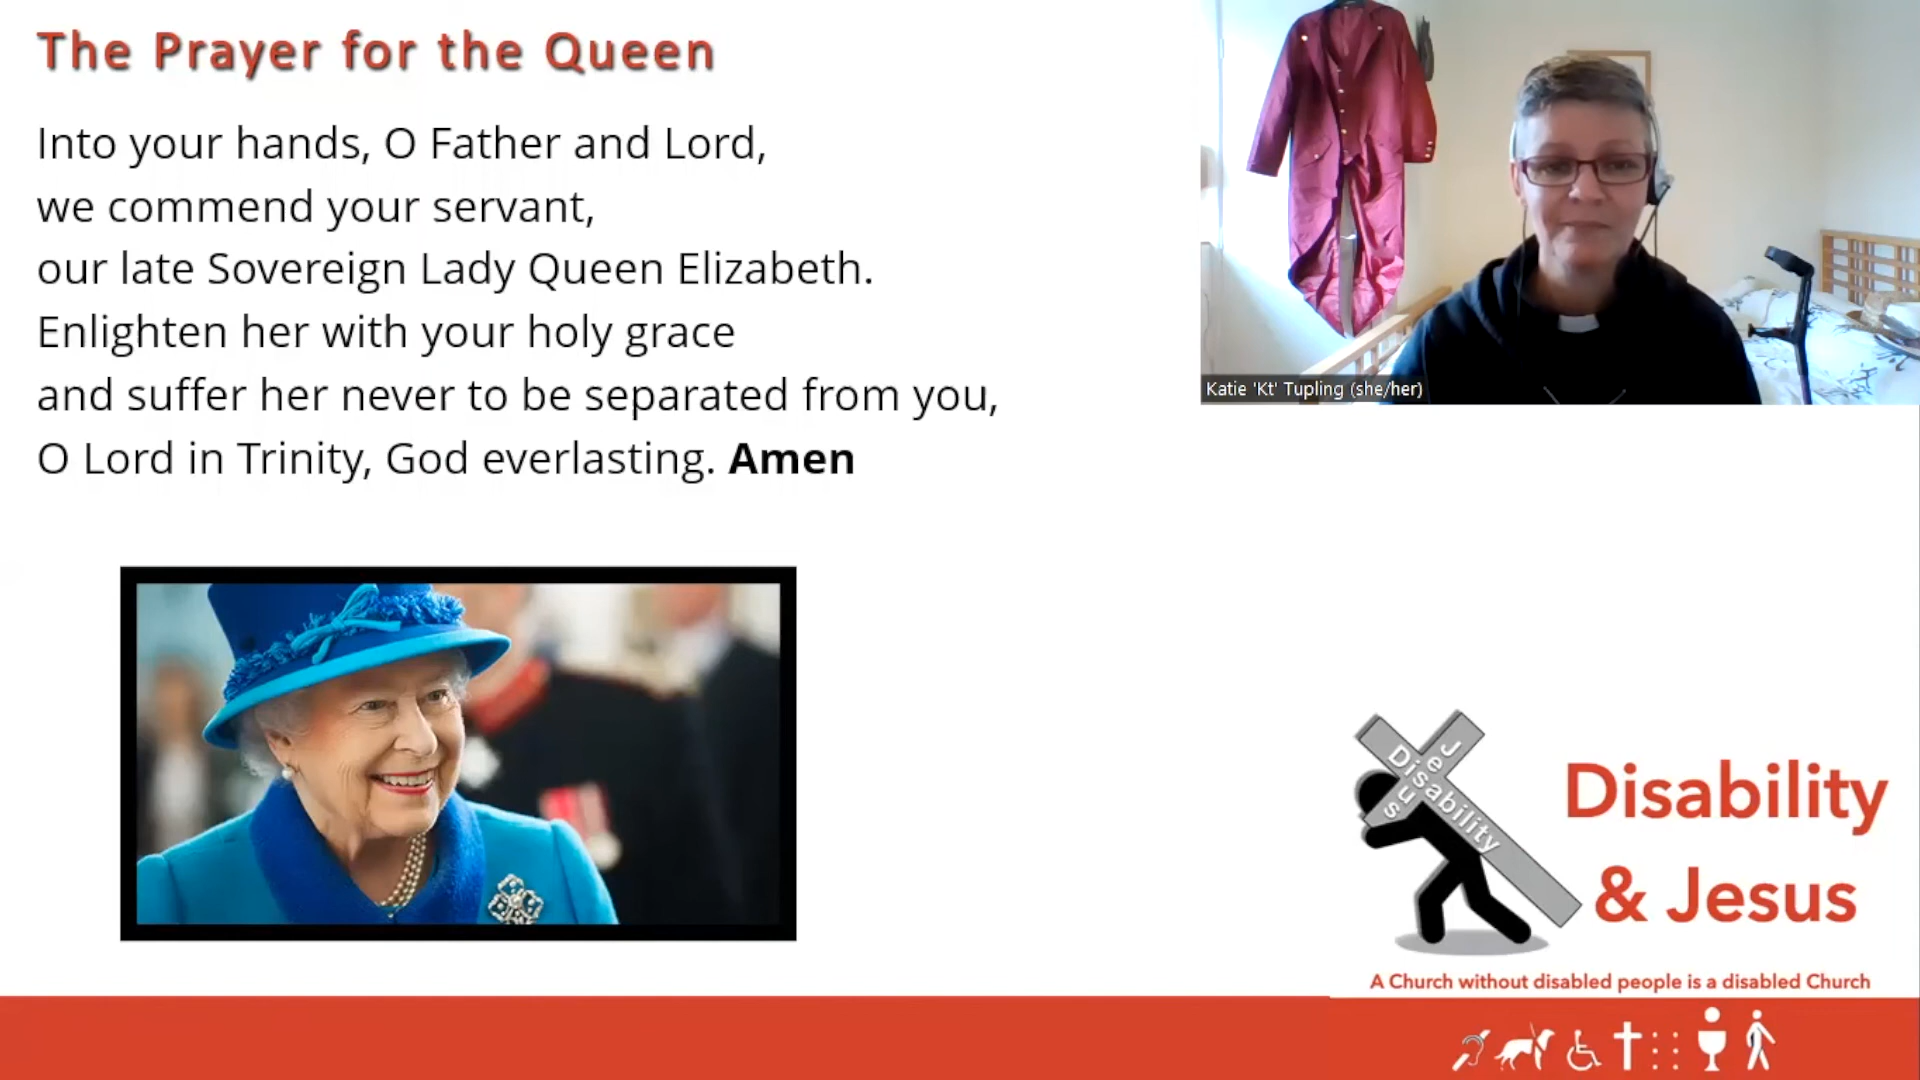 The Prayer for the Queen
Into your hands, O Father and Lord,
we commend your servant,
our late Sovereign Lady Queen Elizabeth.
Enlighten her with your holy grace
and suffer her never to be separated from you,
O Lord in Trinity, God everlasting. Amen
Katie 'Kt' Tupling (she/her)
Jesus
Disability
Disability
& Jesus
A Church without disabled people is a disabled Church